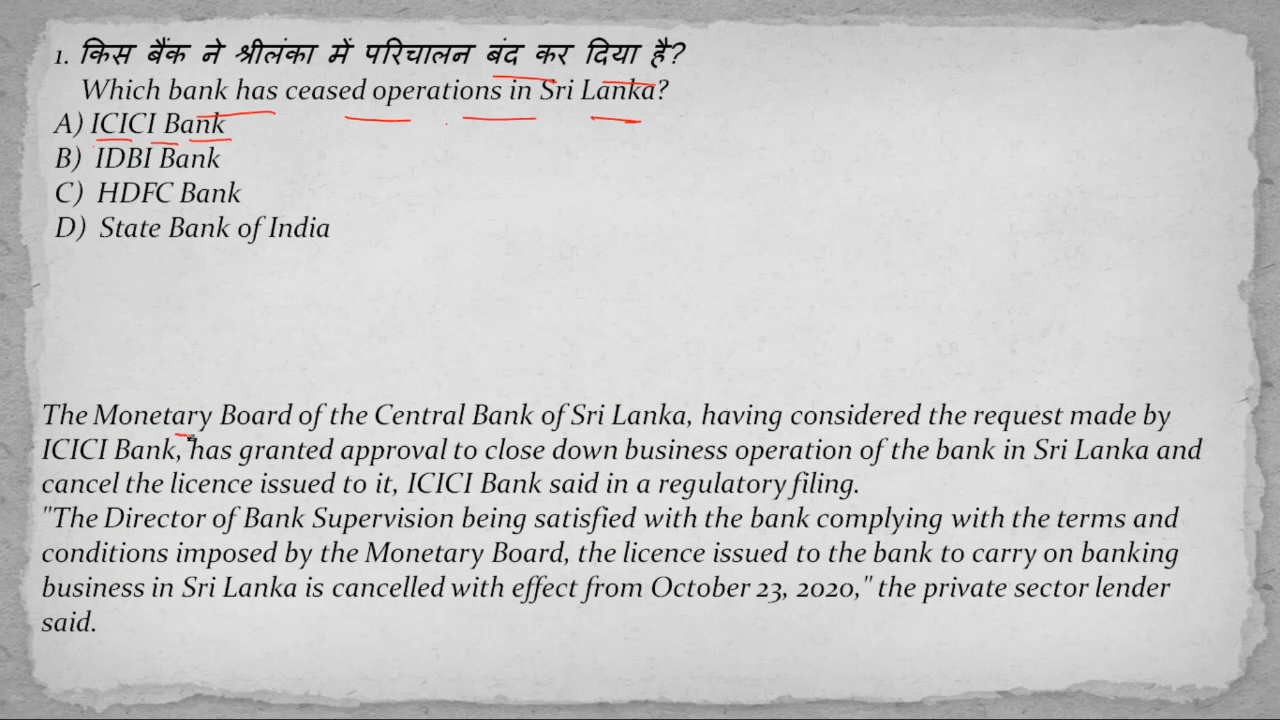 1. किस बैंक ने श्रीलंका में परिचालन बंद कर दिया है?
Which bank has ceased operations in Sri Lanka?
A) ICICI Bank
B) IDBI Bank
C) HDFC Bank
D) State Bank of India
The Monetary Board of the Central Bank of Sri Lanka, having considered the request made by
ICICI Bank, has granted approval to close down business operation of the bank in Sri Lanka and
cancel the licence issued to it, ICICI Bank said in a regulatory filing.
"The Director of Bank Supervision being satisfied with the bank complying with the terms and
conditions imposed by the Monetary Board, the licence issued to the bank to carry on banking
business in Sri Lanka is cancelled with effect from October 23, 2020," the private sector lender
said.